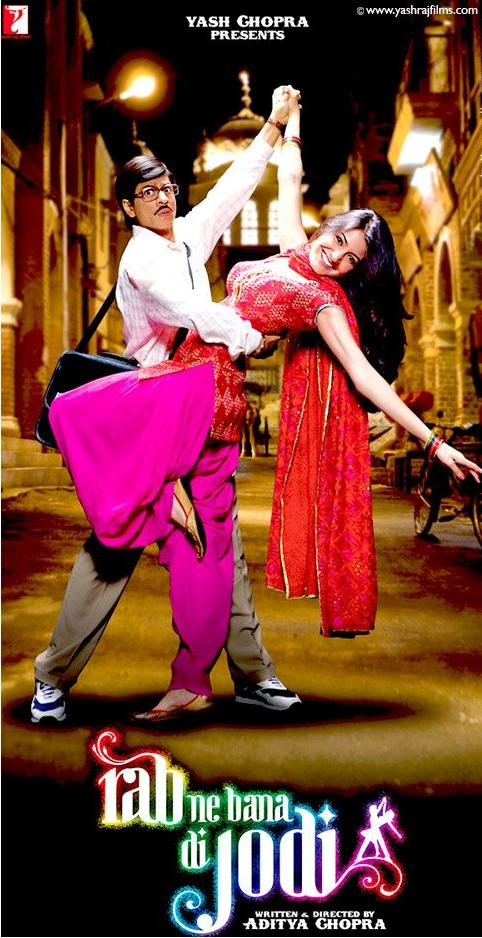 © www.yashrajfilms.com
YASH CHOPRA
PRESENTS
rab ne bana
di jodi
WRITTEN & DIRECTED BY
ADITYA CHOPRA